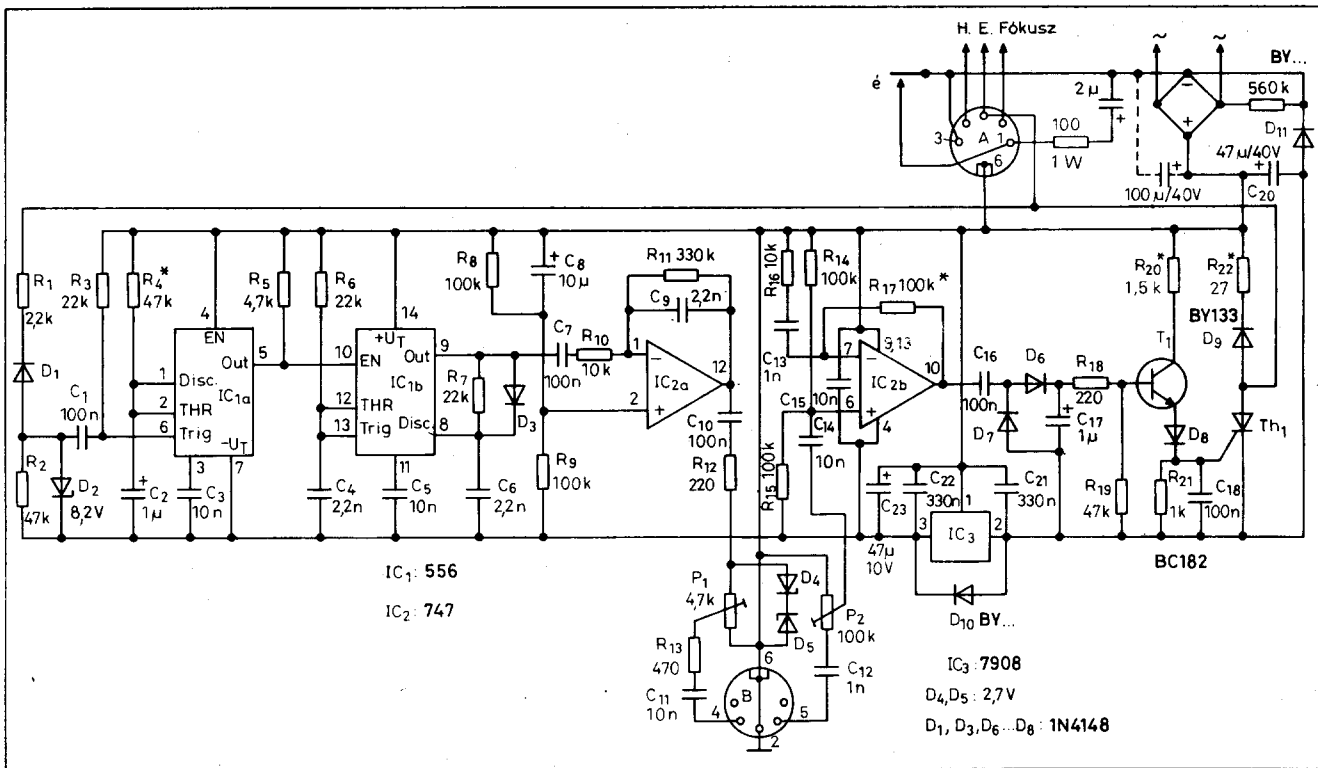 H. E. Fókusz
é
2µ
+
100
1 W
3
A
1
6
~
~
BY...
−
+
560 k
D11
47µ/40V
+
C20
100µ/40V
+
R1
2,2k
D1
R2
47k
C1
100n
D2
8,2V
R3
22k
R4*
47k
4
EN
Out
5
1
Disc.
IC1a
2
THR
6
Trig
−UT
3
7
C2
1µ
+
C3
10n
R5
4,7k
R6
22k
14
+UT
Out
9
10
EN
IC1b
12
THR
13
Trig
Disc.
8
11
C4
2,2n
C5
10n
R7
22k
D3
C6
2,2n
R8
100k
C8
10µ
+
R9
100k
C7
100n
R10
10k
R11 330k
C9
2,2n
1
−
IC2a
2
+
12
C10
100n
R12
220
R16 10k
R14
100k
R17 100k*
C13
1n
7
−
9,13
10
IC2b
6
+
4
10n
C15
C14
10n
R15 100k
C16
100n
D6
D7
C17
1µ
+
R18
220
R19
47k
T1
R20*
1,5k
R22*
27
BY133
D9
D8
Th1
R21
1k
C18
100n
BC182
C22
330n
C23
+
47µ
10V
C21
330n
1
3
IC3
2
D10 BY...
P1
4,7k
D4
D5
P2
100k
R13
470
C11
10n
C12
1n
6
B
4
5
2
IC1: 556
IC2: 747
IC3: 7908
D4,D5: 2,7V
D1, D3,D6...D8: 1N4148